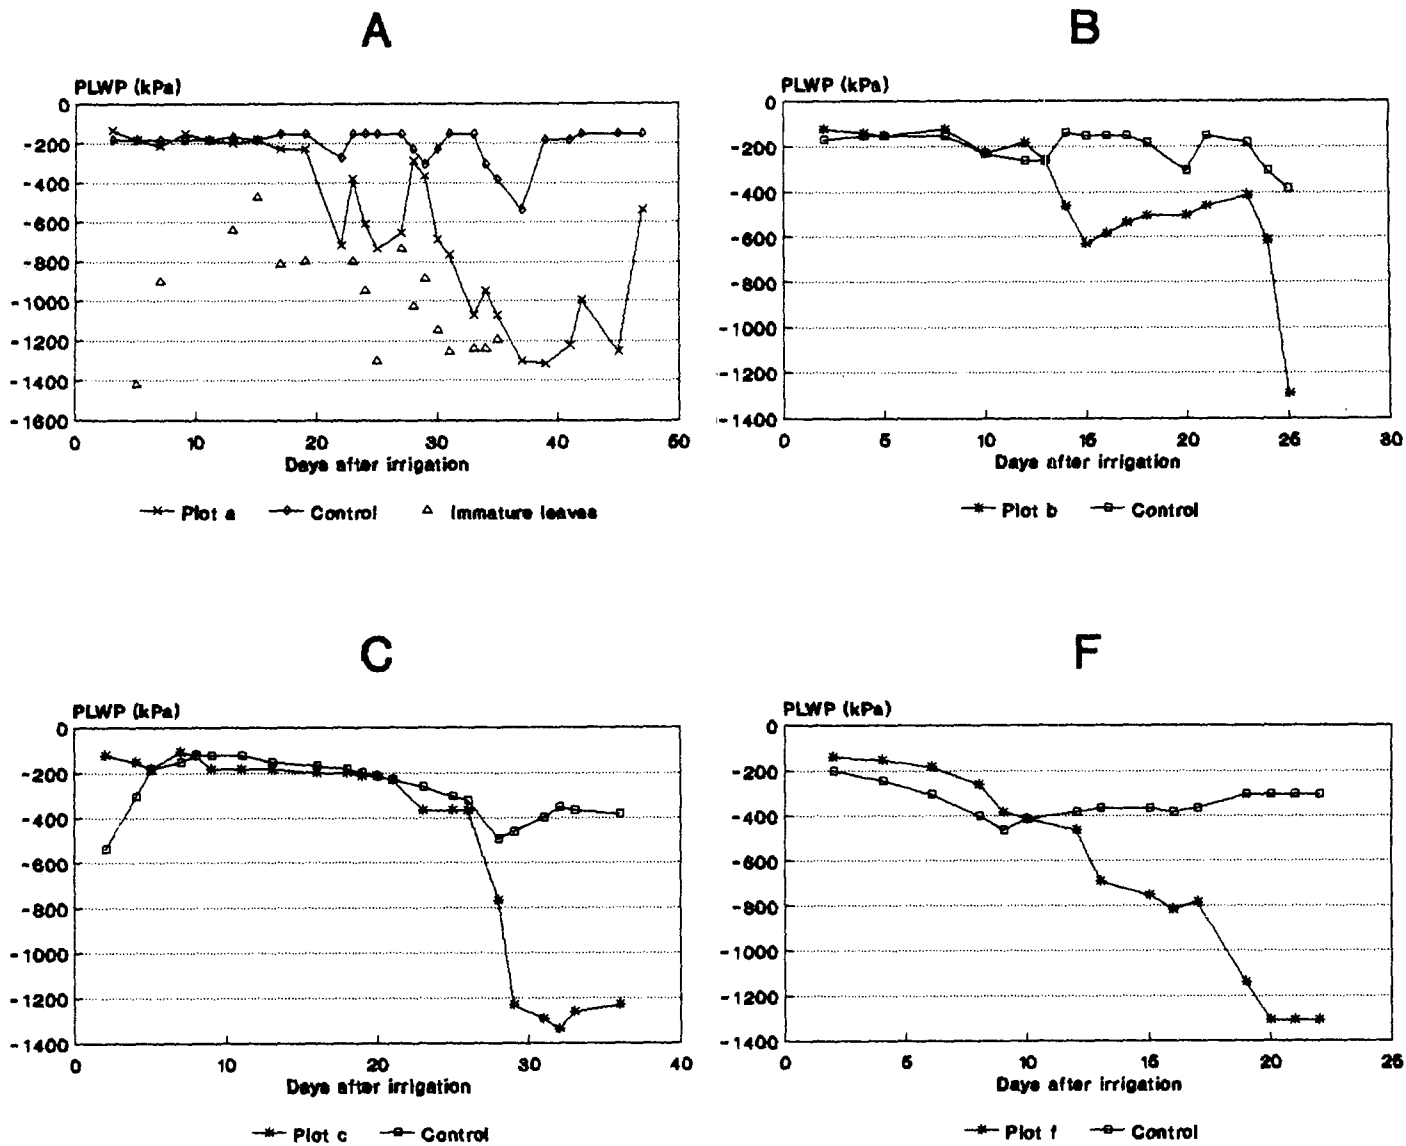 A
PLWP (kPa)
0
-200
-400
-600
-800
-1000
-1200
-1400
-1600
0 10 20 30 40 50
Days after irrigation
Plot a Control Immature leaves
B
PLWP (kPa)
0
-200
-400
-600
-800
-1000
-1200
-1400
0 5 10 15 20 25 30
Days after irrigation
Plot b Control
C
PLWP (kPa)
0
-200
-400
-600
-800
-1000
-1200
-1400
0 10 20 30 40
Days after irrigation
Plot c Control
F
PLWP (kPa)
0
-200
-400
-600
-800
-1000
-1200
-1400
0 5 10 15 20 25
Days after irrigation
Plot f Control